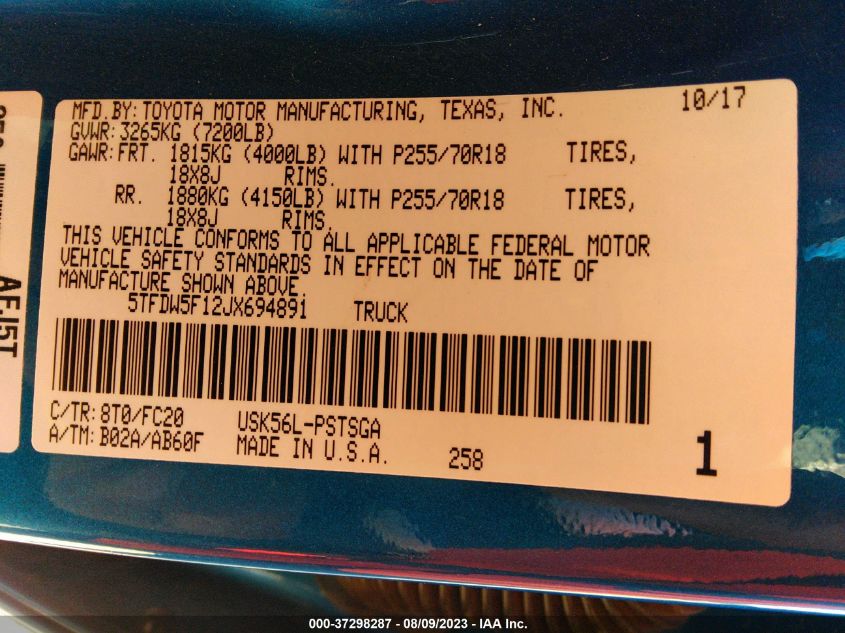 MFD.BY: TOYOTA MOTOR MANUFACTURING, TEXAS, INC. 10/17
GVWR: 3265KG (7200LB)
GAWR: FRT. 1815KG (4000LB) WITH P255/70R18 TIRES,
18X8J RIMS.
RR. 1880KG (4150LB) WITH P255/70R18 TIRES,
18X8J RIMS.
THIS VEHICLE CONFORMS TO ALL APPLICABLE FEDERAL MOTOR
VEHICLE SAFETY STANDARDS IN EFFECT ON THE DATE OF
MANUFACTURE SHOWN ABOVE.
5TFDW5F12JX694891 TRUCK
C/TR: 8T0/FC20 USK56L-PSTSGA
A/TM: B02A/AB60F MADE IN U.S.A. 258 1
000-37298287 - 08/09/2023 - IAA Inc.